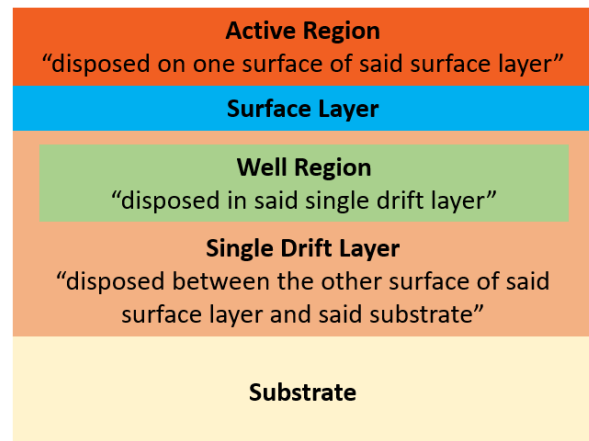 Active Region
“disposed on one surface of said surface layer”
Surface Layer
Well Region
“disposed in said single drift layer”
Single Drift Layer
“disposed between the other surface of said
surface layer and said substrate”
Substrate